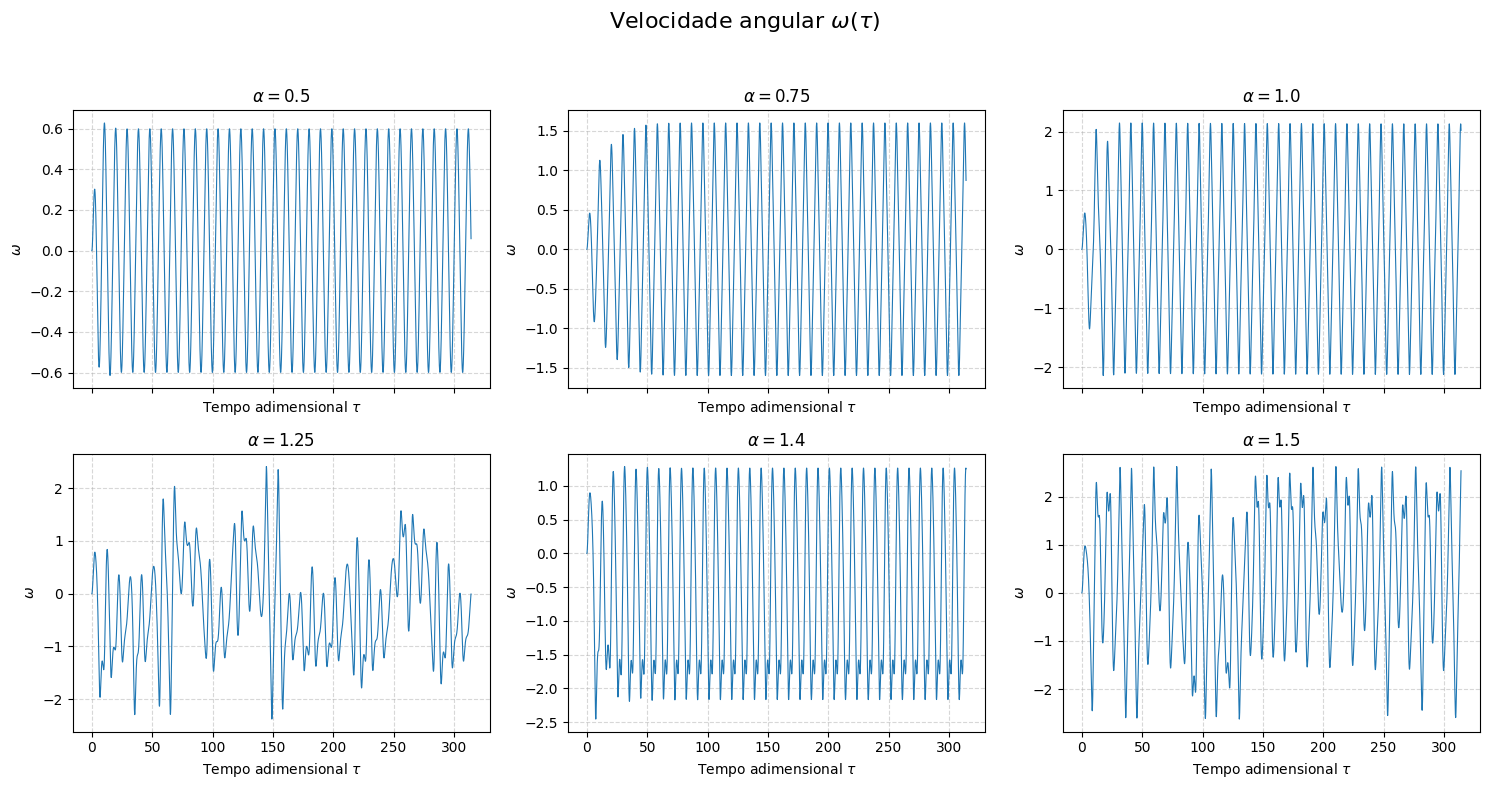 Velocidade angular ω(τ)
α = 0.5
0.6
0.4
0.2
0.0
−0.2
−0.4
−0.6
ω
Tempo adimensional τ
α = 0.75
1.5
1.0
0.5
0.0
−0.5
−1.0
−1.5
ω
Tempo adimensional τ
α = 1.0
2
1
0
−1
−2
ω
Tempo adimensional τ
α = 1.25
2
1
0
−1
−2
ω
0 50 100 150 200 250 300
Tempo adimensional τ
α = 1.4
1.0
0.5
0.0
−0.5
−1.0
−1.5
−2.0
−2.5
ω
0 50 100 150 200 250 300
Tempo adimensional τ
α = 1.5
2
1
0
−1
−2
ω
0 50 100 150 200 250 300
Tempo adimensional τ